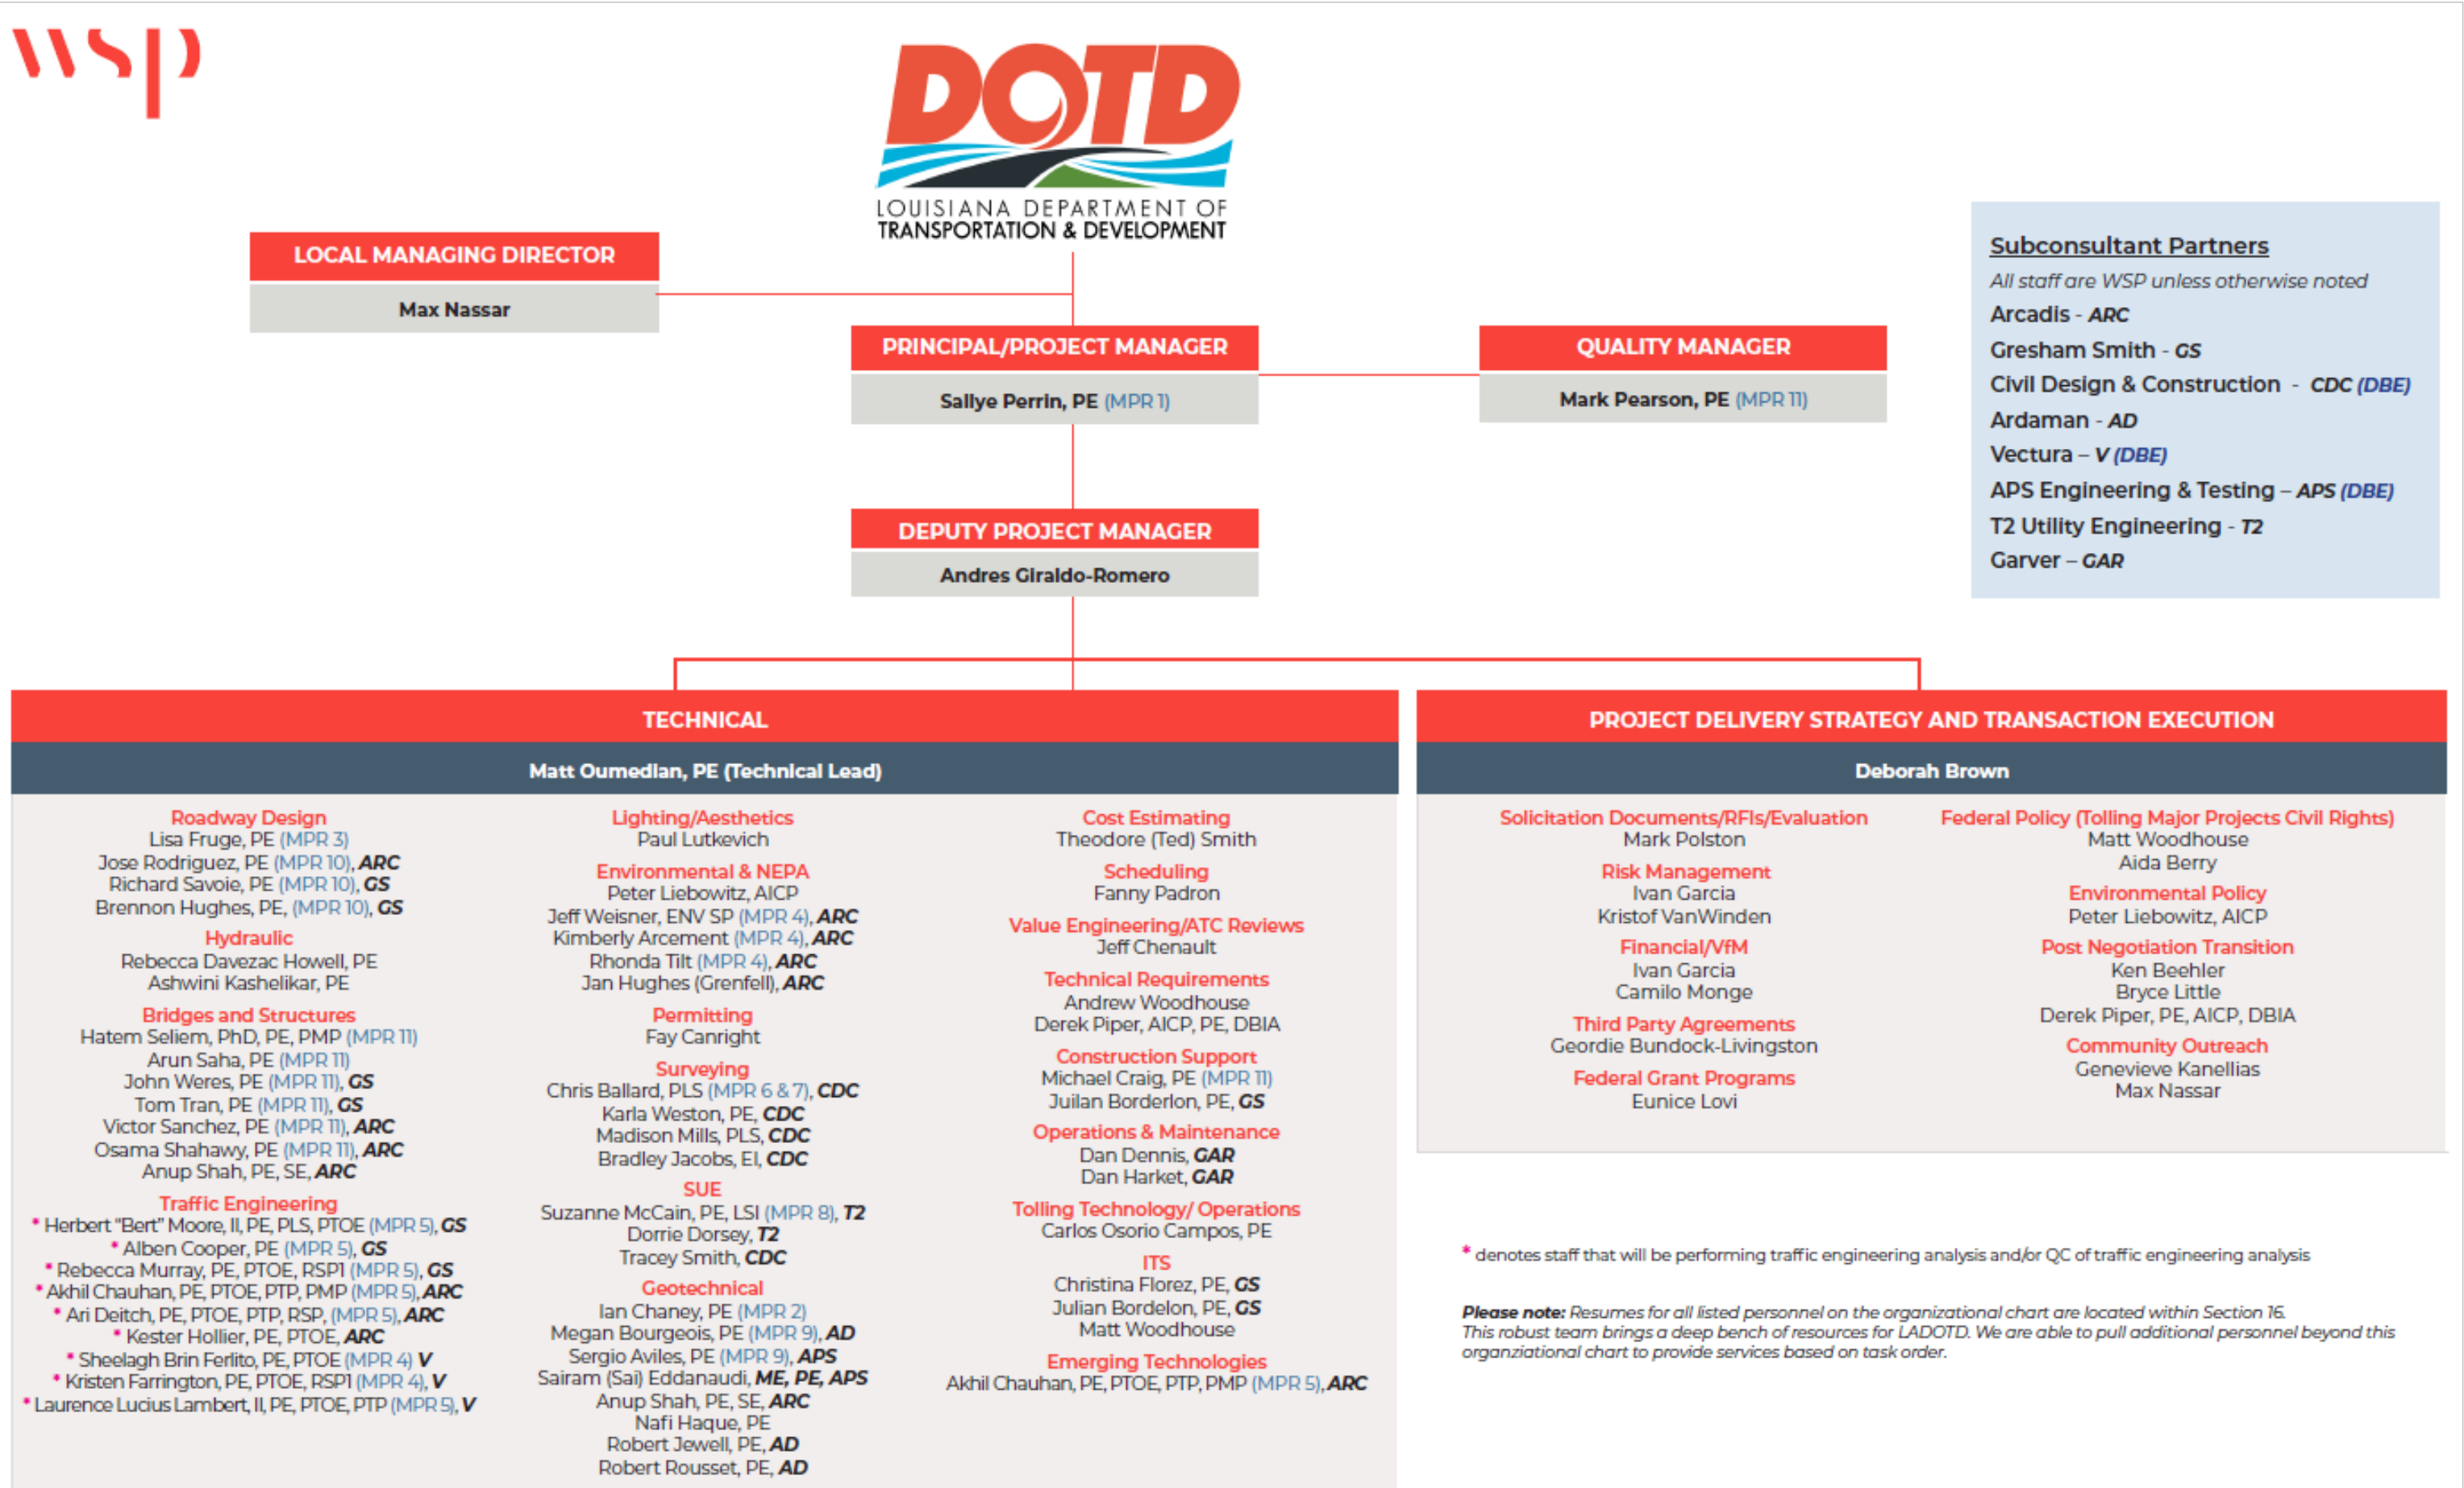 wsp
DOTD
LOUISIANA DEPARTMENT OF
TRANSPORTATION & DEVELOPMENT
LOCAL MANAGING DIRECTOR
Max Nassar
PRINCIPAL/PROJECT MANAGER
Sallye Perrin, PE (MPR 1)
QUALITY MANAGER
Mark Pearson, PE (MPR 11)
DEPUTY PROJECT MANAGER
Andres Giraldo-Romero
Subconsultant Partners
All staff are WSP unless otherwise noted
Arcadis - ARC
Gresham Smith - GS
Civil Design & Construction - CDC (DBE)
Ardaman - AD
Vectura – V (DBE)
APS Engineering & Testing – APS (DBE)
T2 Utility Engineering - T2
Garver – GAR
TECHNICAL
Matt Oumedian, PE (Technical Lead)
Roadway Design
Lisa Fruge, PE (MPR 3)
Jose Rodriguez, PE (MPR 10), ARC
Richard Savoie, PE (MPR 10), GS
Brennon Hughes, PE, (MPR 10), GS
Hydraulic
Rebecca Davezac Howell, PE
Ashwini Kashelikar, PE
Bridges and Structures
Hatem Seliem, PhD, PE, PMP (MPR 11)
Arun Saha, PE (MPR 11)
John Weres, PE (MPR 11), GS
Tom Tran, PE (MPR 11), GS
Victor Sanchez, PE (MPR 11), ARC
Osama Shahawy, PE (MPR 11), ARC
Anup Shah, PE, SE, ARC
Traffic Engineering
* Herbert "Bert" Moore, II, PE, PLS, PTOE (MPR 5), GS
* Alben Cooper, PE (MPR 5), GS
* Rebecca Murray, PE, PTOE, RSP1 (MPR 5), GS
* Akhil Chauhan, PE, PTOE, PTP, PMP (MPR 5), ARC
* Ari Deitch, PE, PTOE, PTP, RSP, (MPR 5), ARC
* Kester Hollier, PE, PTOE, ARC
* Sheelagh Brin Ferlito, PE, PTOE (MPR 4) V
* Kristen Farrington, PE, PTOE, RSP1 (MPR 4), V
* Laurence Lucius Lambert, II, PE, PTOE, PTP (MPR 5), V
Lighting/Aesthetics
Paul Lutkevich
Environmental & NEPA
Peter Liebowitz, AICP
Jeff Weisner, ENV SP (MPR 4), ARC
Kimberly Arcement (MPR 4), ARC
Rhonda Tilt (MPR 4), ARC
Jan Hughes (Grenfell), ARC
Permitting
Fay Canright
Surveying
Chris Ballard, PLS (MPR 6 & 7), CDC
Karla Weston, PE, CDC
Madison Mills, PLS, CDC
Bradley Jacobs, EI, CDC
SUE
Suzanne McCain, PE, LSI (MPR 8), T2
Dorrie Dorsey, T2
Tracey Smith, CDC
Geotechnical
Ian Chaney, PE (MPR 2)
Megan Bourgeois, PE (MPR 9), AD
Sergio Aviles, PE (MPR 9), APS
Sairam (Sai) Eddanaudi, ME, PE, APS
Anup Shah, PE, SE, ARC
Nafi Haque, PE
Robert Jewell, PE, AD
Robert Rousset, PE, AD
Cost Estimating
Theodore (Ted) Smith
Scheduling
Fanny Padron
Value Engineering/ATC Reviews
Jeff Chenault
Technical Requirements
Andrew Woodhouse
Derek Piper, AICP, PE, DBIA
Construction Support
Michael Craig, PE (MPR 11)
Juilan Borderlon, PE, GS
Operations & Maintenance
Dan Dennis, GAR
Dan Harket, GAR
Tolling Technology/ Operations
Carlos Osorio Campos, PE
ITS
Christina Florez, PE, GS
Julian Bordelon, PE, GS
Matt Woodhouse
Emerging Technologies
Akhil Chauhan, PE, PTOE, PTP, PMP (MPR 5), ARC
PROJECT DELIVERY STRATEGY AND TRANSACTION EXECUTION
Deborah Brown
Solicitation Documents/RFIs/Evaluation
Mark Polston
Risk Management
Ivan Garcia
Kristof VanWinden
Financial/VfM
Ivan Garcia
Camilo Monge
Third Party Agreements
Geordie Bundock-Livingston
Federal Grant Programs
Eunice Lovi
Federal Policy (Tolling Major Projects Civil Rights)
Matt Woodhouse
Aida Berry
Environmental Policy
Peter Liebowitz, AICP
Post Negotiation Transition
Ken Beehler
Bryce Little
Derek Piper, PE, AICP, DBIA
Community Outreach
Genevieve Kanellias
Max Nassar
* denotes staff that will be performing traffic engineering analysis and/or QC of traffic engineering analysis
Please note: Resumes for all listed personnel on the organizational chart are located within Section 16.
This robust team brings a deep bench of resources for LADOTD. We are able to pull additional personnel beyond this
organziational chart to provide services based on task order.